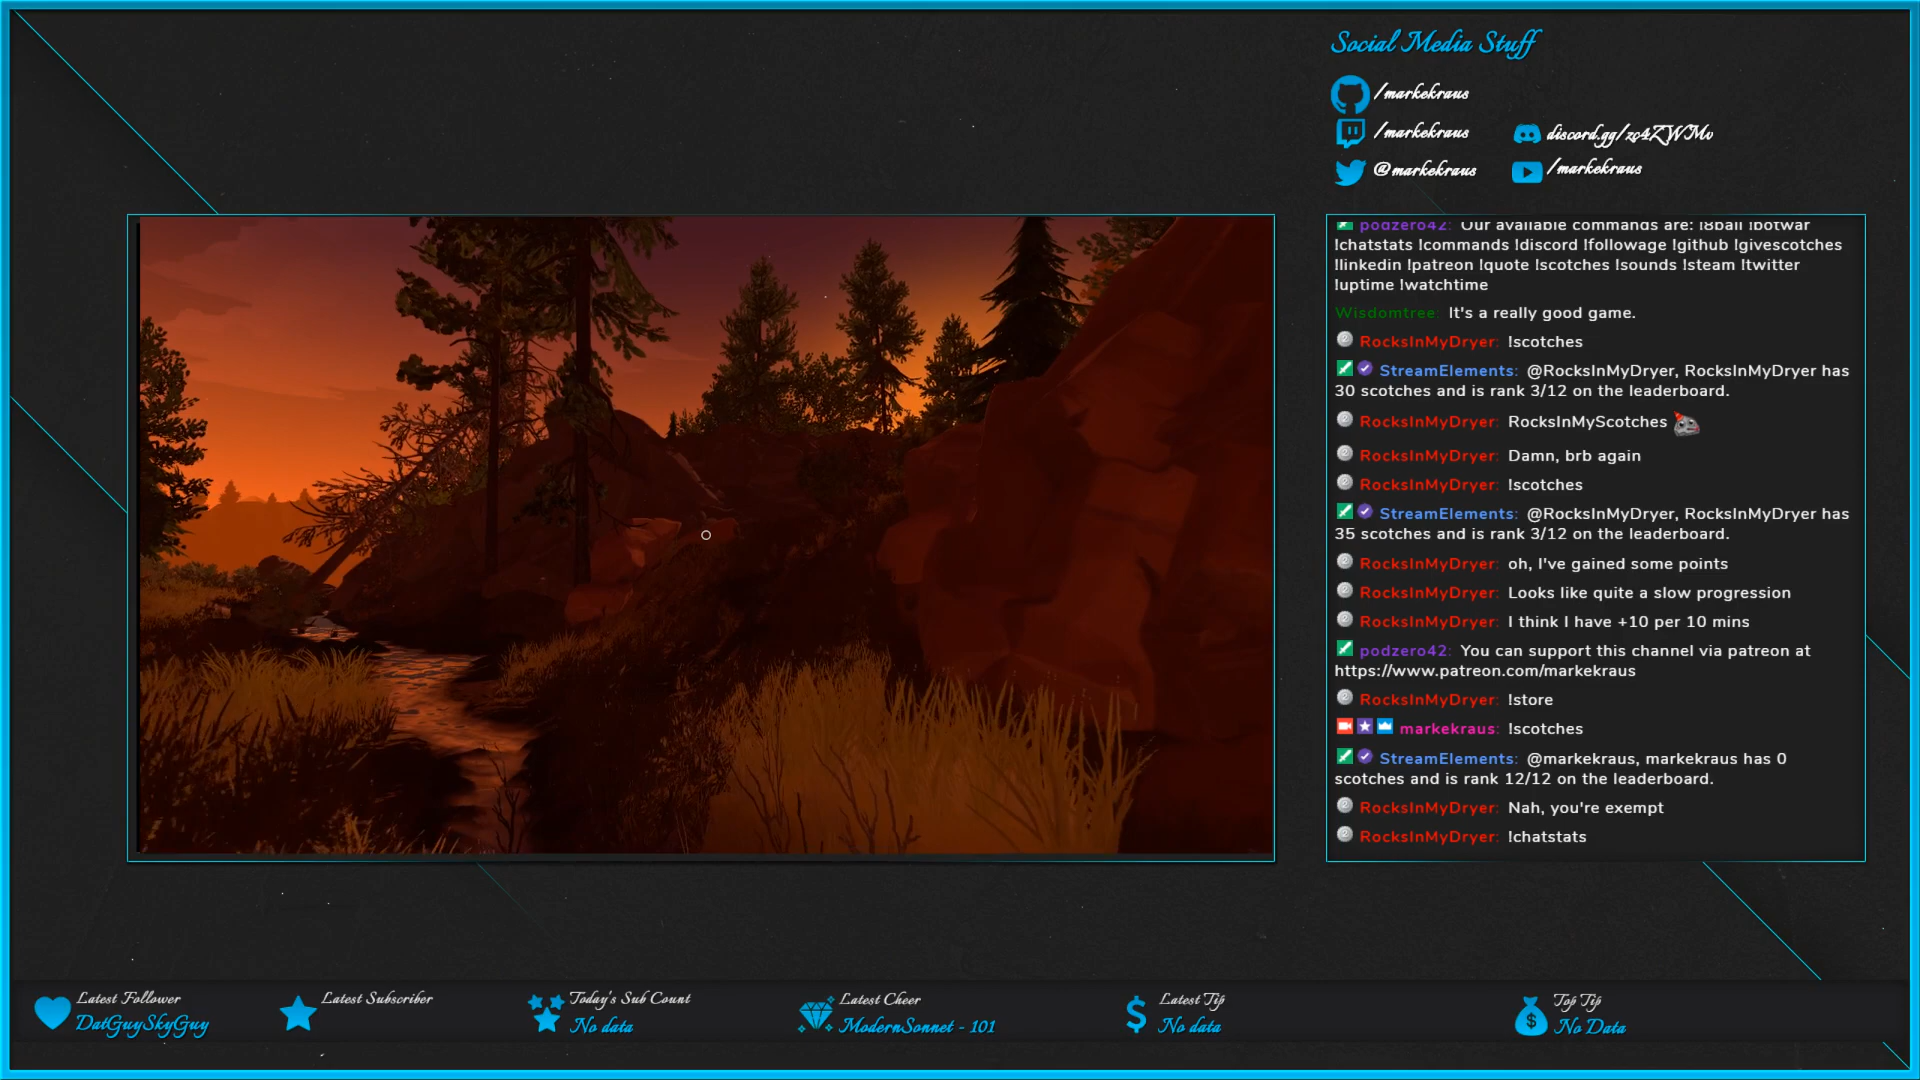 Social Media Stuff
/markekraus
/markekraus
discord.gg/zc4ZWMv
@markekraus
/markekraus
podzero42: Our available commands are: !8ball !botwar
!chatstats !commands !discord !followage !github !givescotches
!linkedin !patreon !quote !scotches !sounds !steam !twitter
!uptime !watchtime
Wisdomtree: It's a really good game.
RocksInMyDryer: !scotches
StreamElements: @RocksInMyDryer, RocksInMyDryer has
30 scotches and is rank 3/12 on the leaderboard.
RocksInMyDryer: RocksInMyScotches
RocksInMyDryer: Damn, brb again
RocksInMyDryer: !scotches
StreamElements: @RocksInMyDryer, RocksInMyDryer has
35 scotches and is rank 3/12 on the leaderboard.
RocksInMyDryer: oh, I've gained some points
RocksInMyDryer: Looks like quite a slow progression
RocksInMyDryer: I think I have +10 per 10 mins
podzero42: You can support this channel via patreon at
https://www.patreon.com/markekraus
RocksInMyDryer: !store
markekraus: !scotches
StreamElements: @markekraus, markekraus has 0
scotches and is rank 12/12 on the leaderboard.
RocksInMyDryer: Nah, you're exempt
RocksInMyDryer: !chatstats
Latest Follower
DatGuySkyGuy
Latest Subscriber
Today's Sub Count
No data
Latest Cheer
ModernSonnet - 101
Latest Tip
No data
Top Tip
No Data